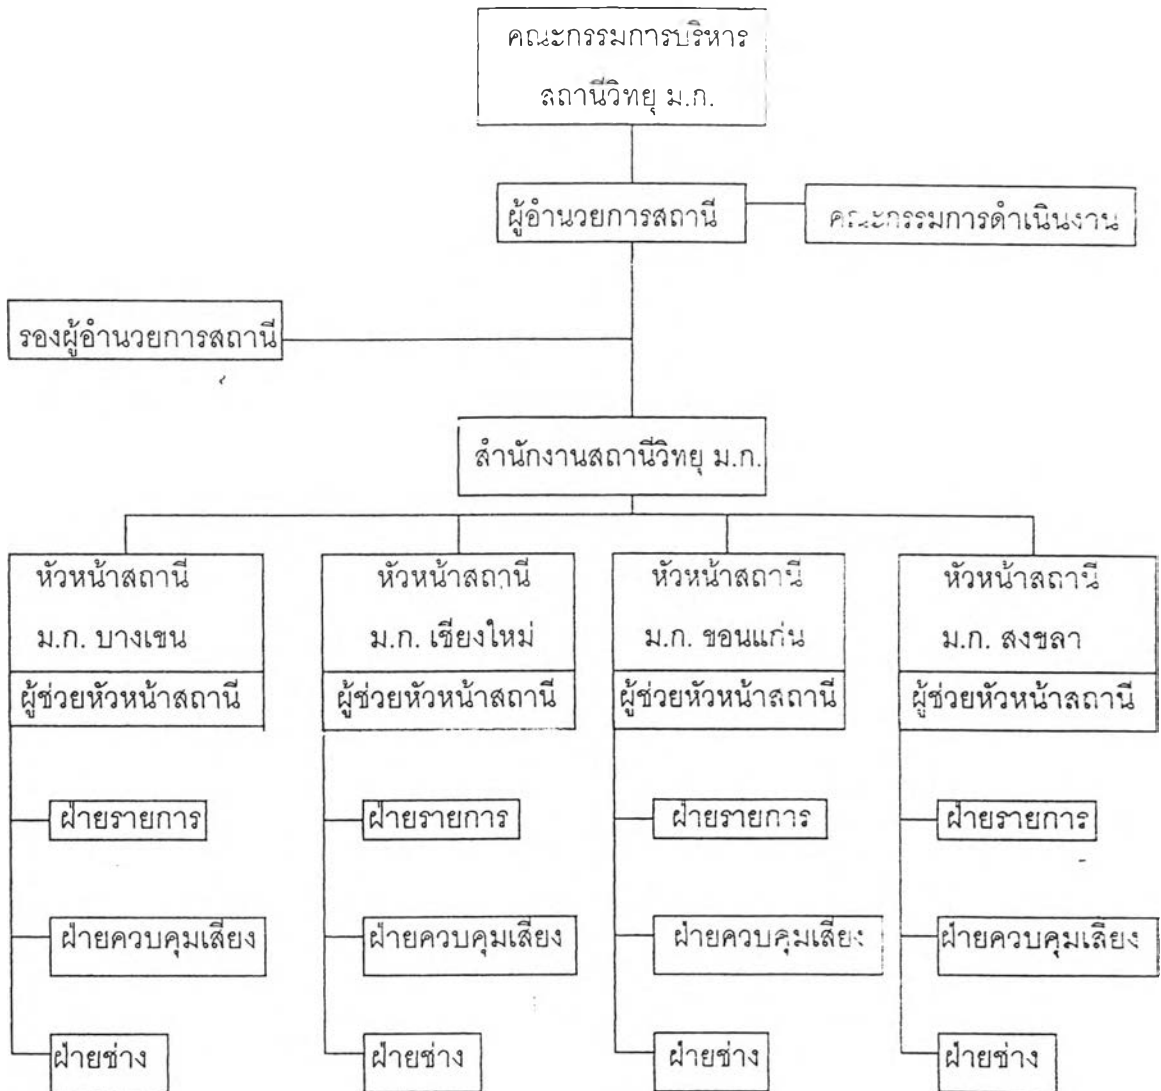 คณะกรรมการบริหาร
สถานีวิทยุ ม.ก.
ผู้อำนวยการสถานี
คณะกรรมการดำเนินงาน
รองผู้อำนวยการสถานี
สำนักงานสถานีวิทยุ ม.ก.
หัวหน้าสถานี
ม.ก. บางเขน
ผู้ช่วยหัวหน้าสถานี
ฝ่ายรายการ
ฝ่ายควบคุมเสียง
ฝ่ายช่าง
หัวหน้าสถานี
ม.ก. เชียงใหม่
ผู้ช่วยหัวหน้าสถานี
ฝ่ายรายการ
ฝ่ายควบคุมเสียง
ฝ่ายช่าง
หัวหน้าสถานี
ม.ก. ขอนแก่น
ผู้ช่วยหัวหน้าสถานี
ฝ่ายรายการ
ฝ่ายควบคุมเสียง
ฝ่ายช่าง
หัวหน้าสถานี
ม.ก. สงขลา
ผู้ช่วยหัวหน้าสถานี
ฝ่ายรายการ
ฝ่ายควบคุมเสียง
ฝ่ายช่าง